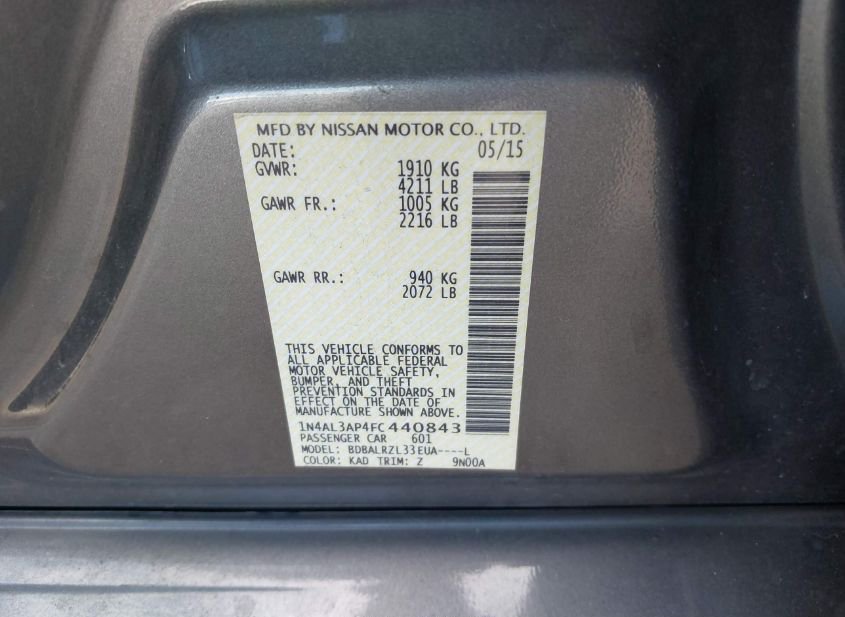 MFD BY NISSAN MOTOR CO., LTD.
DATE: 05/15
GVWR: 1910 KG
4211 LB
GAWR FR.: 1005 KG
2216 LB
GAWR RR.: 940 KG
2072 LB
THIS VEHICLE CONFORMS TO
ALL APPLICABLE FEDERAL
MOTOR VEHICLE SAFETY,
BUMPER, AND THEFT
PREVENTION STANDARDS IN
EFFECT ON THE DATE OF
MANUFACTURE SHOWN ABOVE.
1N4AL3AP4FC440843
PASSENGER CAR 601
MODEL: BDBALRZL33EUA----L
COLOR: KAD TRIM: Z 9N00A